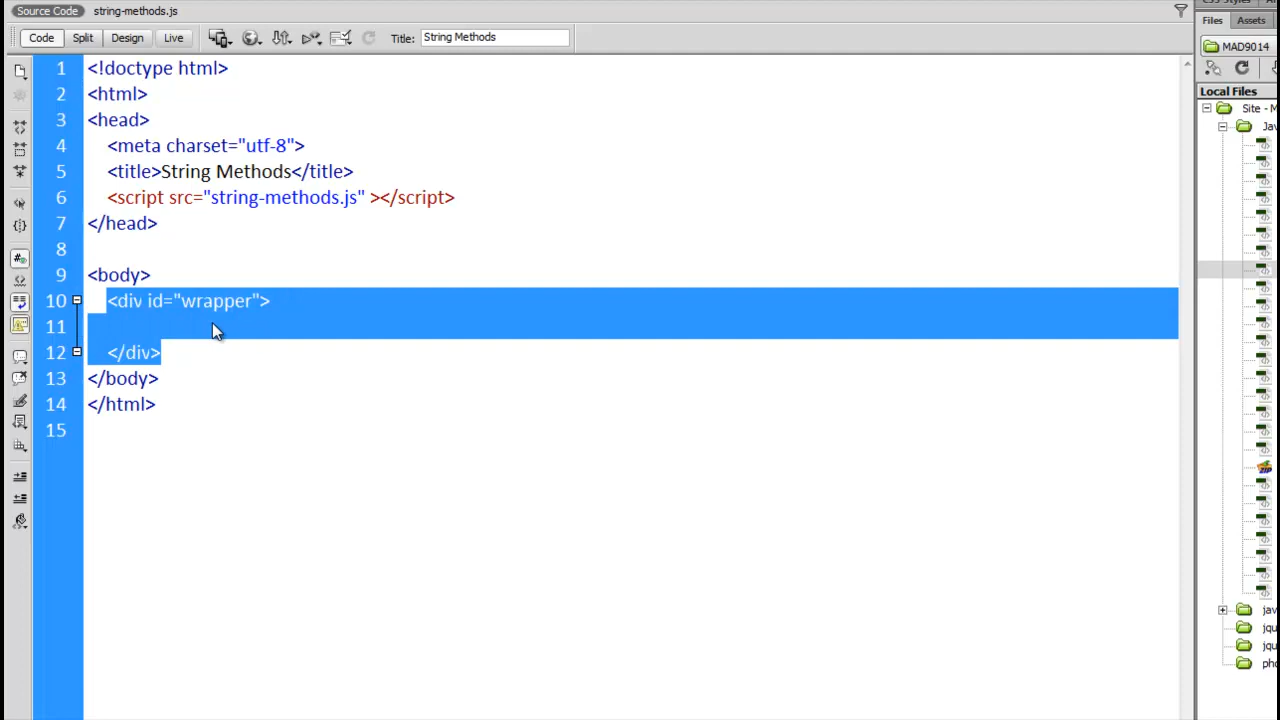 Source Code string-methods.js
Code Split Design Live Title: String Methods
Files Assets
MAD9014
Local Files
Site - M
1 <!doctype html>
2 <html>
3 <head>
4 <meta charset="utf-8">
5 <title>String Methods</title>
6 <script src="string-methods.js" ></script>
7 </head>
8
9 <body>
10 <div id="wrapper">
11
12 </div>
13 </body>
14 </html>
15